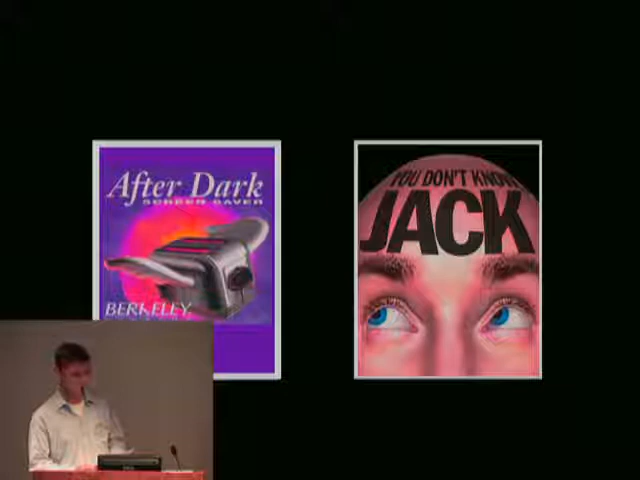 After Dark
SCREEN SAVER
BERKELEY
YOU DON'T KNOW
JACK